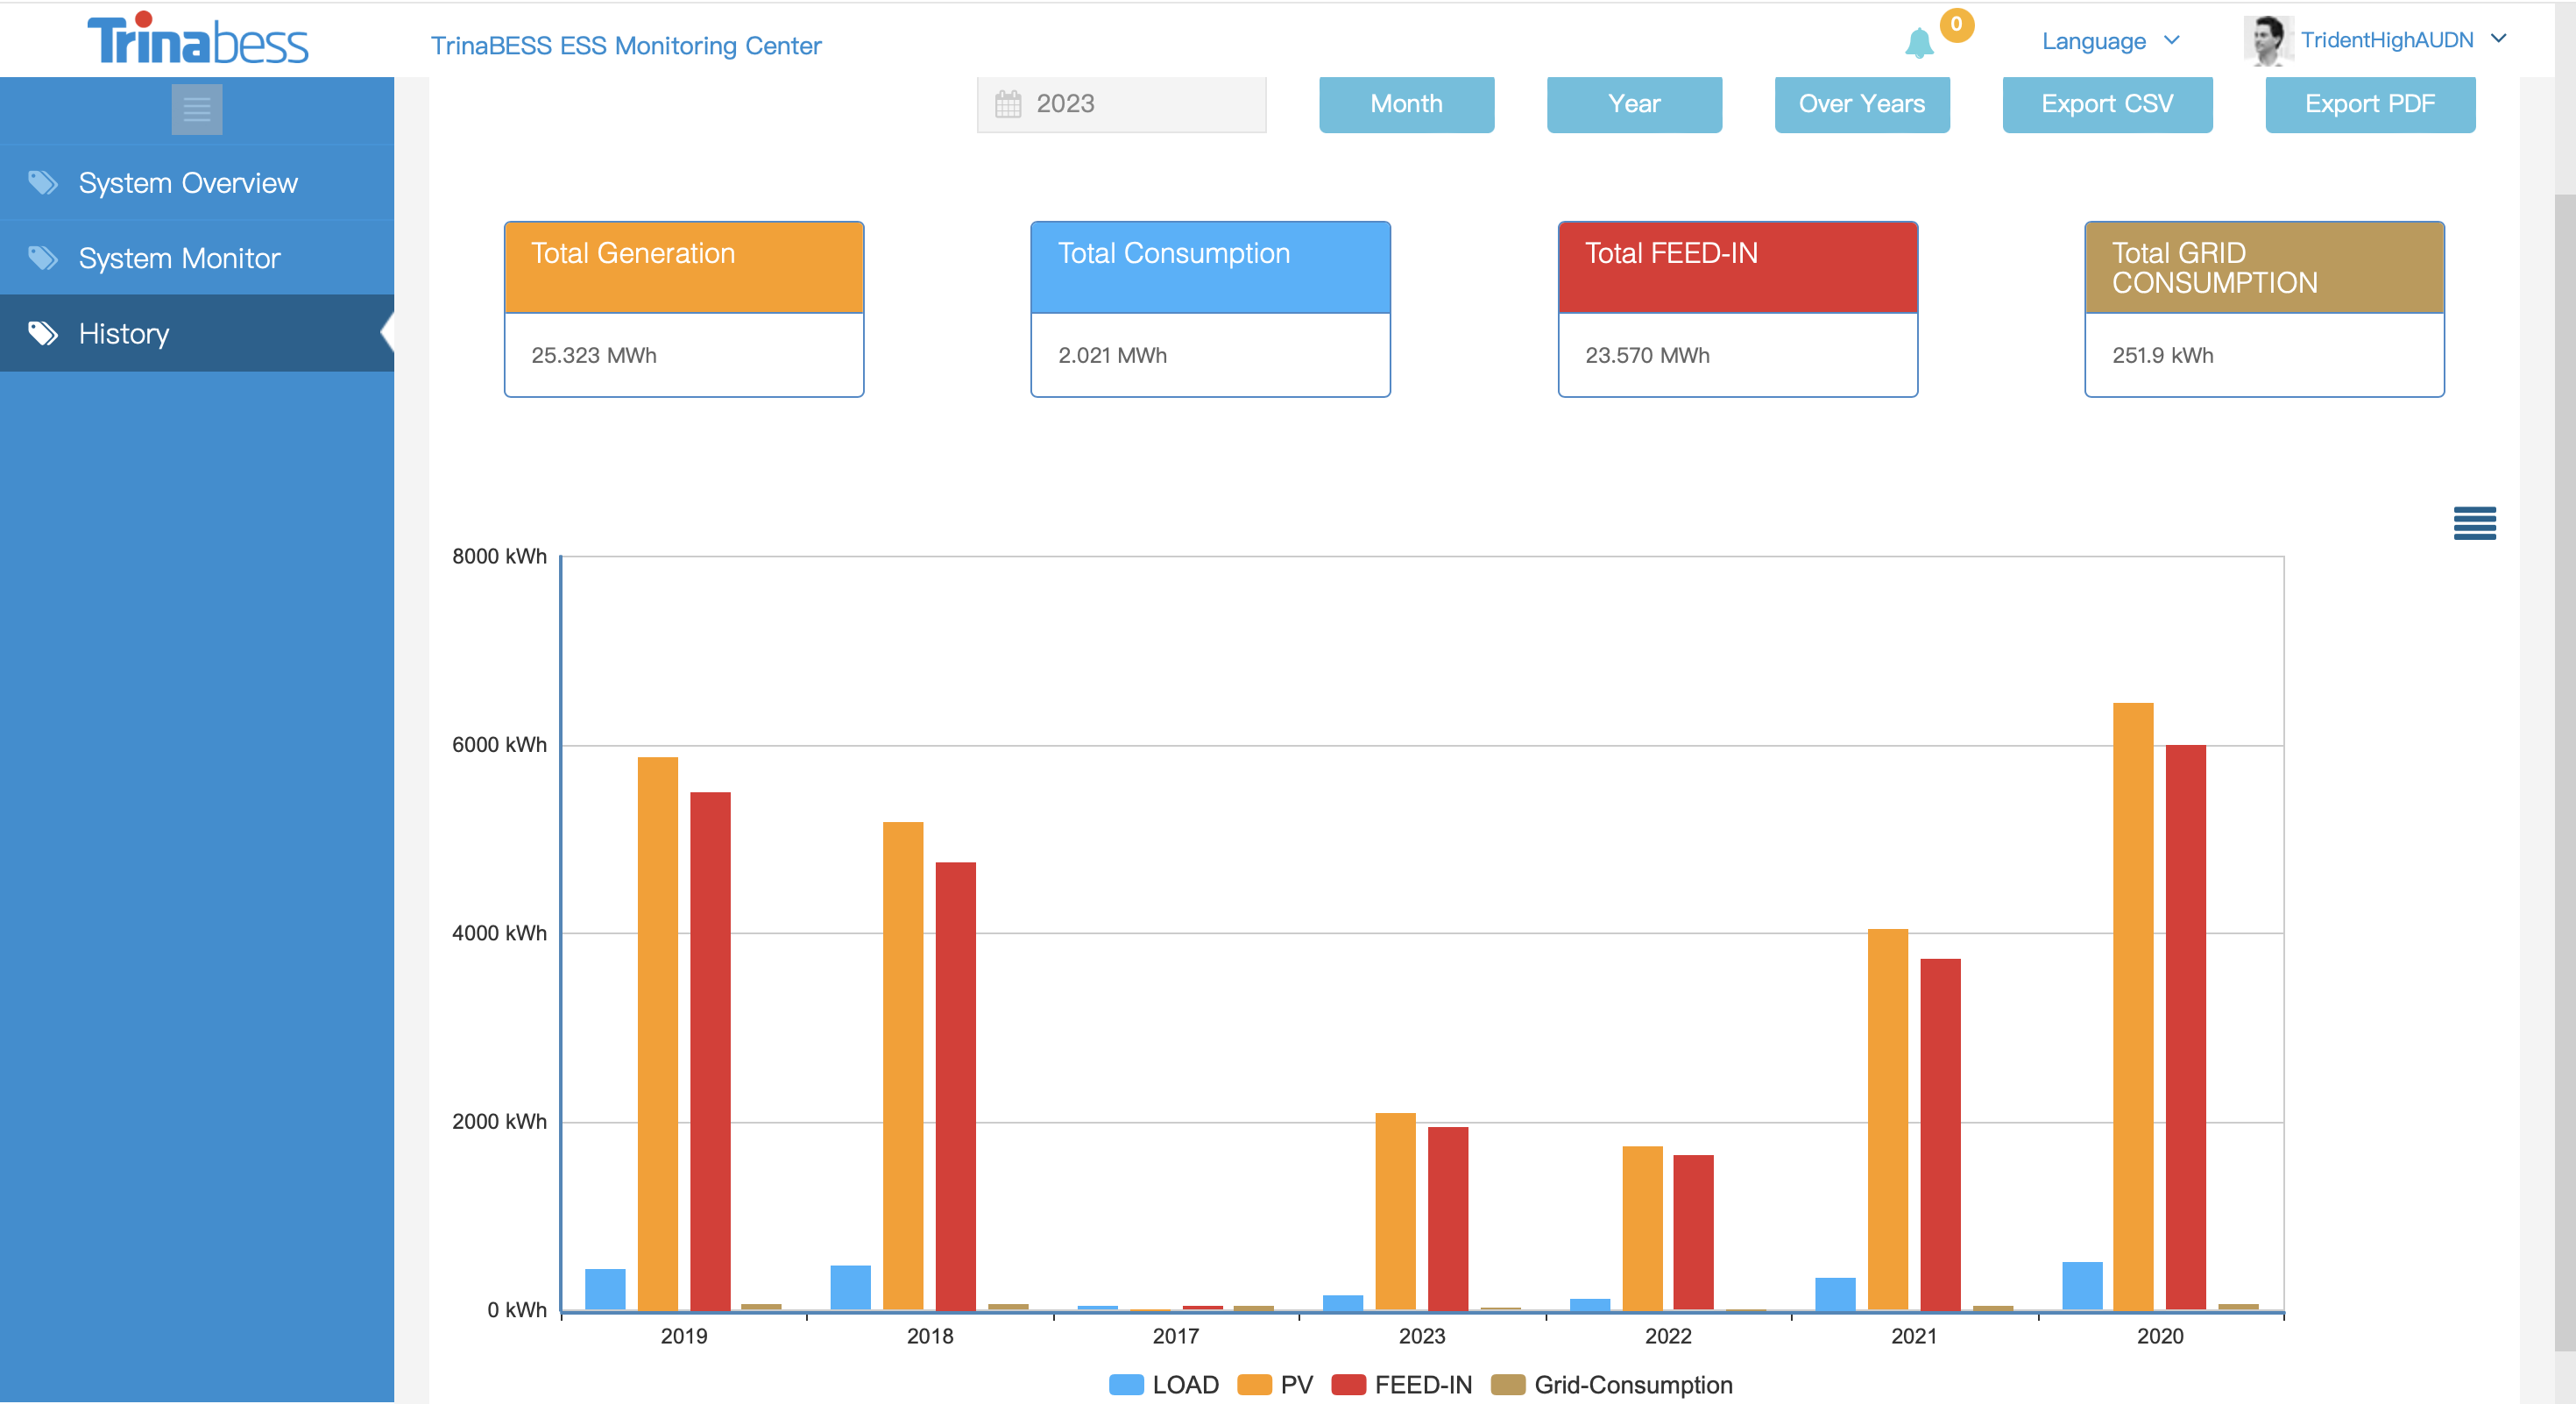 Trinabess
TrinaBESS ESS Monitoring Center
0
Language
TridentHighAUDN
2023
Month
Year
Over Years
Export CSV
Export PDF
System Overview
System Monitor
History
Total Generation
25.323 MWh
Total Consumption
2.021 MWh
Total FEED-IN
23.570 MWh
Total GRID
CONSUMPTION
251.9 kWh
8000 kWh
6000 kWh
4000 kWh
2000 kWh
0 kWh
2019
2018
2017
2023
2022
2021
2020
LOAD
PV
FEED-IN
Grid-Consumption